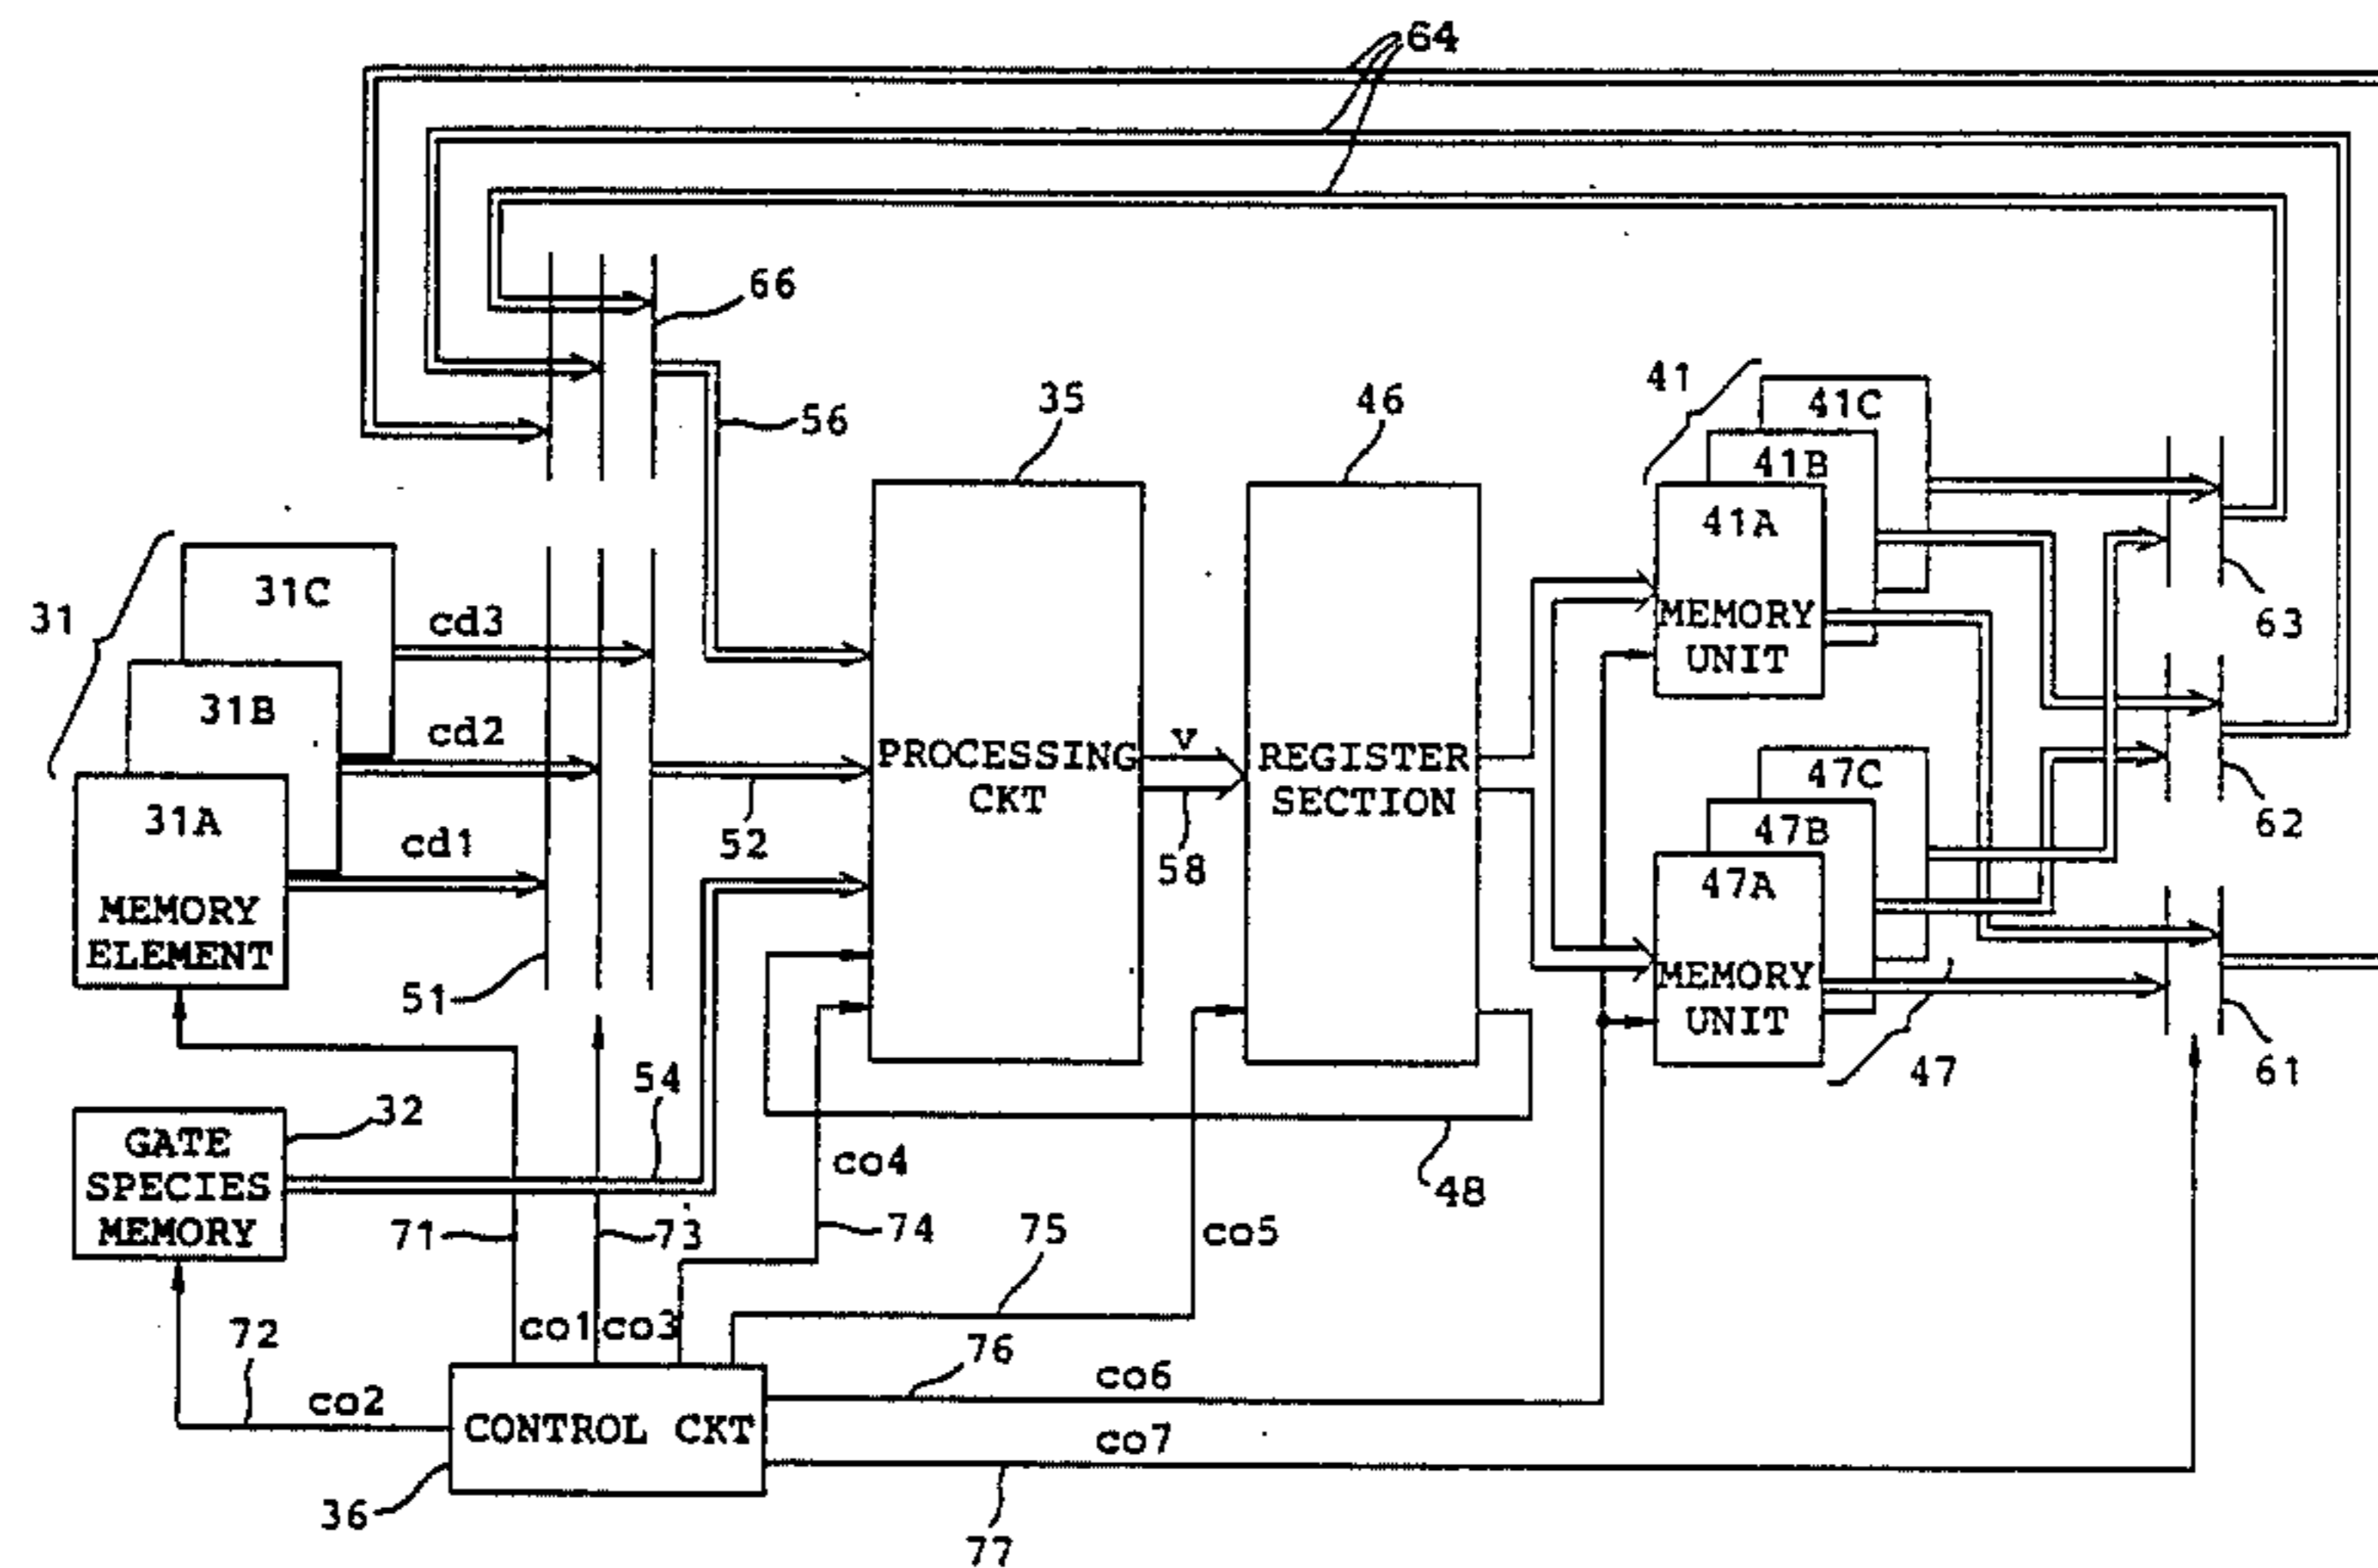 64
66
56
35
46
41
41C
41B
41A
MEMORY
UNIT
63
31
31C
31B
31A
MEMORY
ELEMENT
cd3
cd2
cd1
51
52
PROCESSING
CKT
v
58
REGISTER
SECTION
47C
47B
47A
MEMORY
UNIT
47
62
61
32
GATE
SPECIES
MEMORY
54
71
73
co4
74
75
co5
48
72
co2
co1
co3
76
co6
CONTROL CKT
co7
36
77